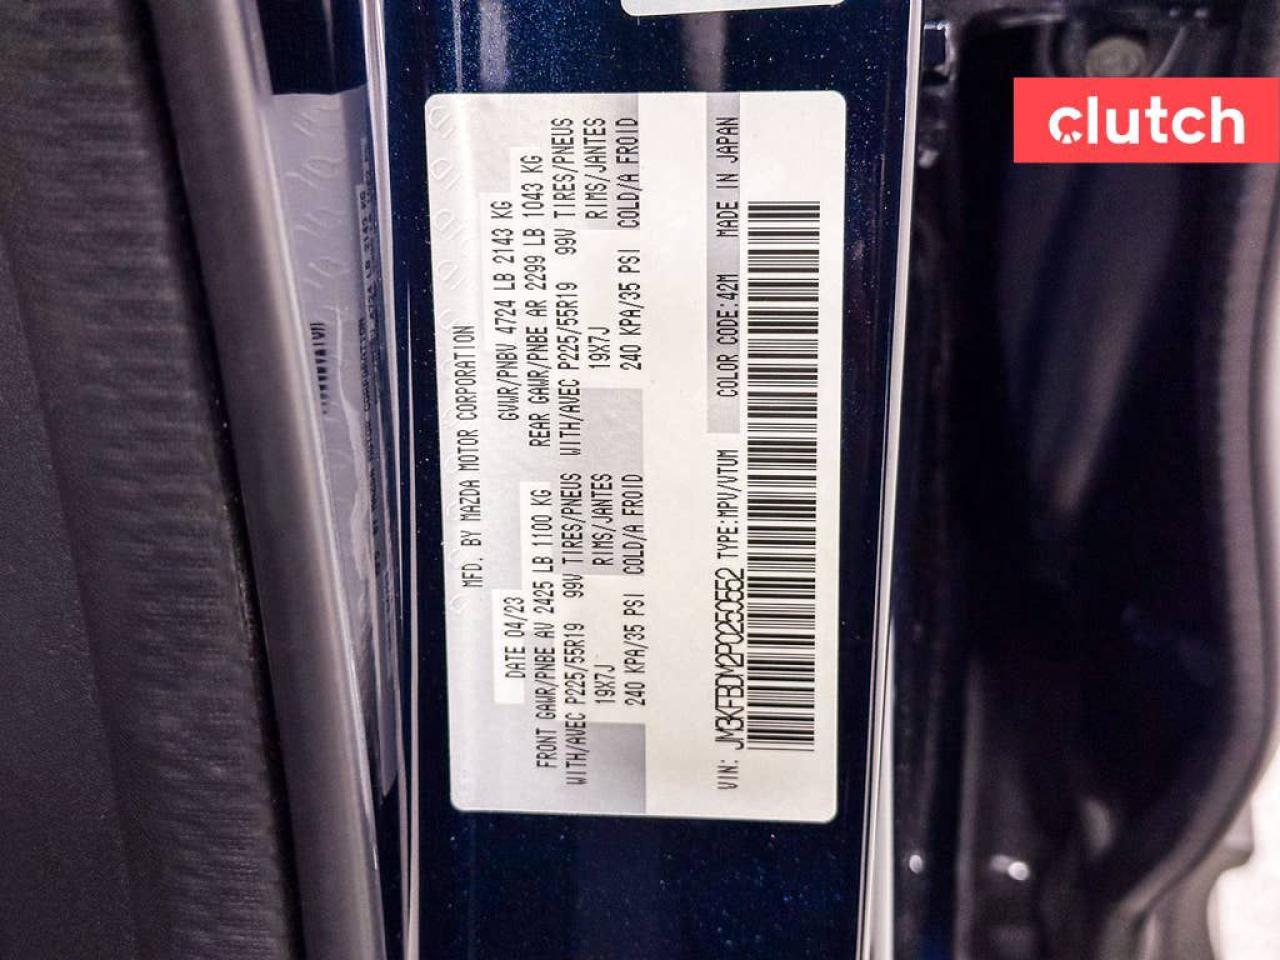 clutch
MFD. BY MAZDA MOTOR CORPORATION
DATE 04/23 GVWR/PNBV 4724 LB 2143 KG
FRONT GAWR/PNBE AV 2425 LB 1100 KG REAR GAWR/PNBE AR 2299 LB 1043 KG
WITH/AVEC P225/55R19 99V TIRES/PNEUS WITH/AVEC P225/55R19 99V TIRES/PNEUS
19X7J RIMS/JANTES 19X7J RIMS/JANTES
240 KPA/35 PSI COLD/A FROID 240 KPA/35 PSI COLD/A FROID
VIN: JM3KFBDM2P0250552 TYPE:MPV/VTUM COLOR CODE:42M MADE IN JAPAN